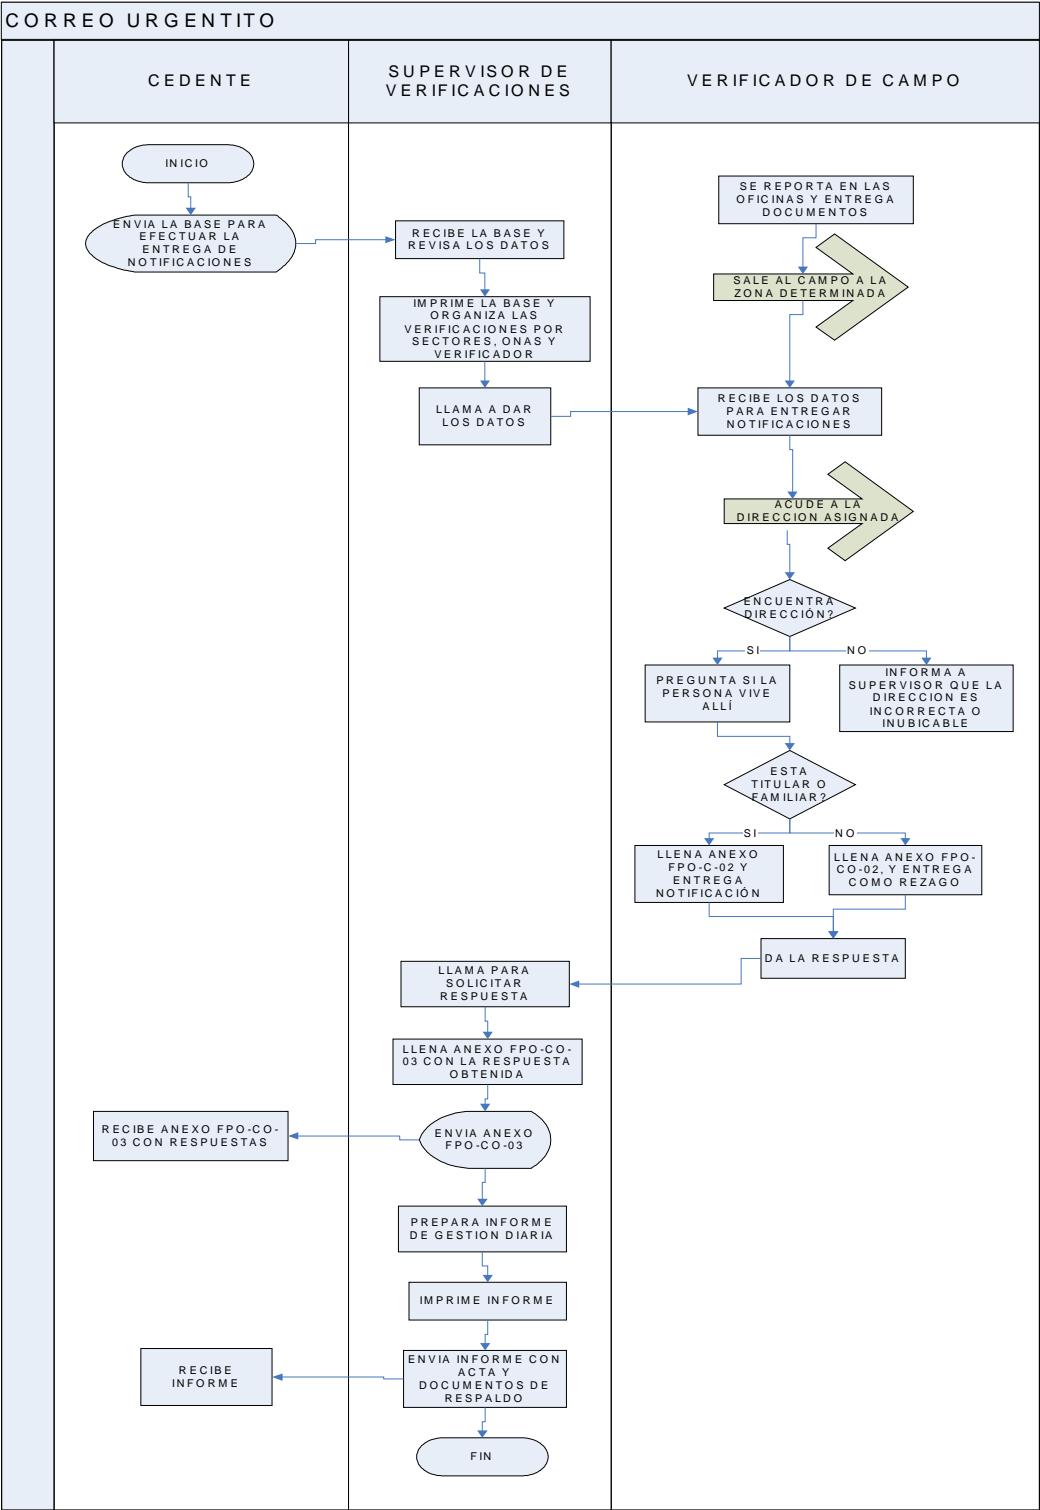 CORREO URGENTITO
CEDENTE
SUPERVISOR DE
VERIFICACIONES
VERIFICADOR DE CAMPO
INICIO
ENVIA LA BASE PARA
EFECTUAR LA
ENTREGA DE
NOTIFICACIONES
RECIBE LA BASE Y
REVISA LOS DATOS
IMPRIME LA BASE Y
ORGANIZA LAS
VERIFICACIONES POR
SECTORES, ONAS Y
VERIFICADOR
LLAMA A DAR
LOS DATOS
SE REPORTA EN LAS
OFICINAS Y ENTREGA
DOCUMENTOS
SALE AL CAMPO A LA
ZONA DETERMINADA
RECIBE LOS DATOS
PARA ENTREGAR
NOTIFICACIONES
ACUDE A LA
DIRECCION ASIGNADA
ENCUENTRA
DIRECCIÓN?
SI
NO
PREGUNTA SI LA
PERSONA VIVE
ALLÍ
INFORMA A
SUPERVISOR QUE LA
DIRECCION ES
INCORRECTA O
INUBICABLE
ESTA
TITULAR O
FAMILIAR?
SI
NO
LLENA ANEXO
FPO-C-02 Y
ENTREGA
NOTIFICACIÓN
LLENA ANEXO FPO-
CO-02, Y ENTREGA
COMO REZAGO
DA LA RESPUESTA
LLAMA PARA
SOLICITAR
RESPUESTA
LLENA ANEXO FPO-CO-
03 CON LA RESPUESTA
OBTENIDA
ENVIA ANEXO
FPO-CO-03
RECIBE ANEXO FPO-CO-
03 CON RESPUESTAS
PREPARA INFORME
DE GESTION DIARIA
IMPRIME INFORME
ENVIA INFORME CON
ACTA Y
DOCUMENTOS DE
RESPALDO
RECIBE
INFORME
FIN